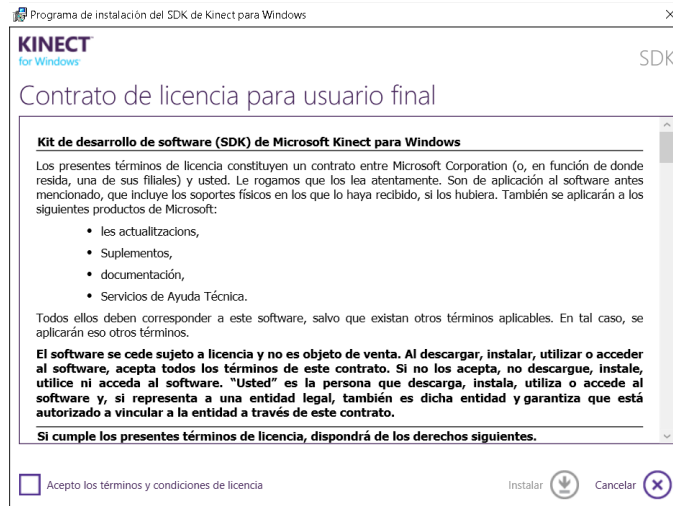 Programa de instalación del SDK de Kinect para Windows
KINECT
for Windows
SDK
Contrato de licencia para usuario final
Kit de desarrollo de software (SDK) de Microsoft Kinect para Windows
Los presentes términos de licencia constituyen un contrato entre Microsoft Corporation (o, en función de donde
resida, una de sus filiales) y usted. Le rogamos que los lea atentamente. Son de aplicación al software antes
mencionado, que incluye los soportes físicos en los que lo haya recibido, si los hubiera. También se aplicarán a los
siguientes productos de Microsoft:
• les actualitzacions,
• Suplementos,
• documentación,
• Servicios de Ayuda Técnica.
Todos ellos deben corresponder a este software, salvo que existan otros términos aplicables. En tal caso, se
aplicarán eso otros términos.
El software se cede sujeto a licencia y no es objeto de venta. Al descargar, instalar, utilizar o acceder
al software, acepta todos los términos de este contrato. Si no los acepta, no descargue, instale,
utilice ni acceda al software. “Usted” es la persona que descarga, instala, utiliza o accede al
software y, si representa a una entidad legal, también es dicha entidad y garantiza que está
autorizado a vincular a la entidad a través de este contrato.
Si cumple los presentes términos de licencia, dispondrá de los derechos siguientes.
Acepto los términos y condiciones de licencia
Instalar
Cancelar